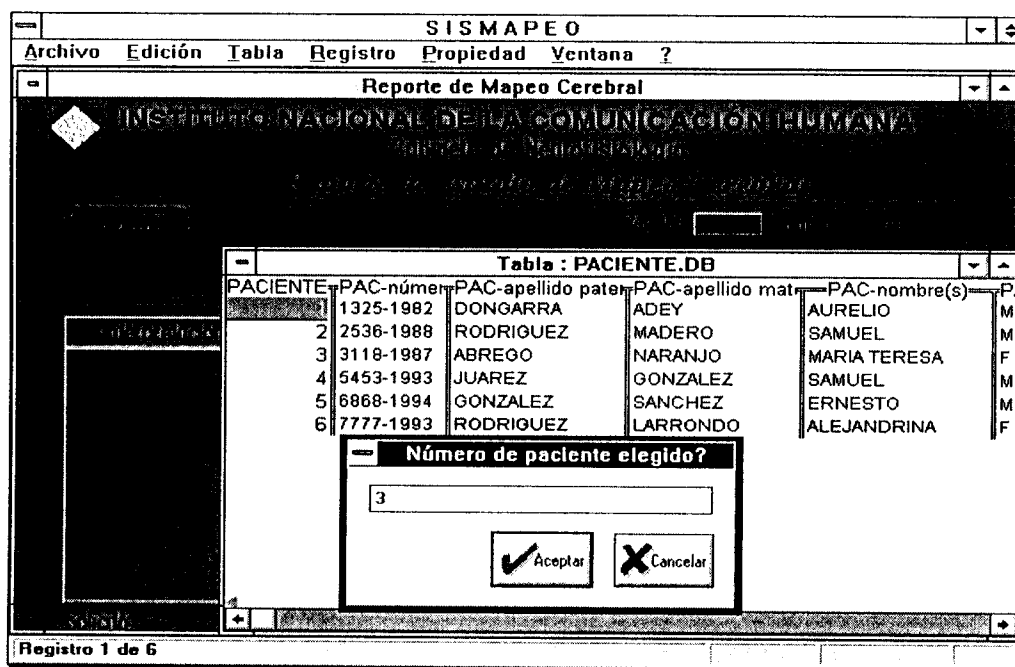 SISMAPEO
Archivo Edición Tabla Registro Propiedad Ventana ?
Reporte de Mapeo Cerebral
INSTITUTO NACIONAL DE LA COMUNICACION HUMANA
Tabla : PACIENTE.DB
PACIENTE PAC-númer PAC-apellido pater PAC-apellido mat PAC-nombre(s) P
1 1325-1982 DONGARRA ADEY AURELIO M
2 2536-1988 RODRIGUEZ MADERO SAMUEL M
3 3118-1987 ABREGO NARANJO MARIA TERESA F
4 5453-1993 JUAREZ GONZALEZ SAMUEL M
5 6868-1994 GONZALEZ SANCHEZ ERNESTO M
6 7777-1993 RODRIGUEZ LARRONDO ALEJANDRINA F
Número de paciente elegido?
3
Aceptar Cancelar
Registro 1 de 6